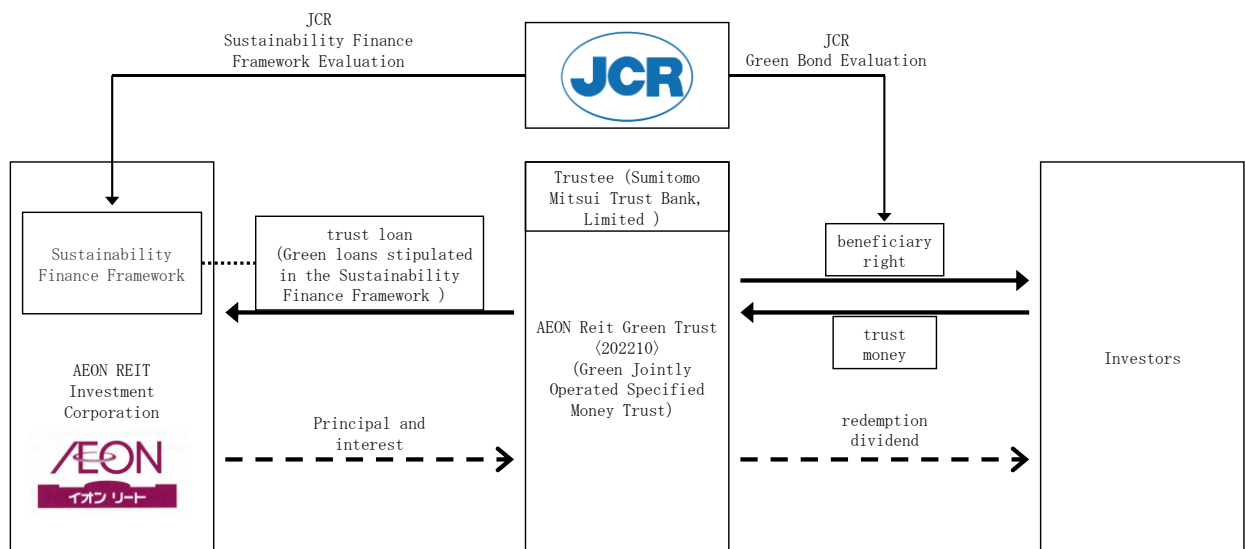 JCR
Sustainability Finance
Framework Evaluation
JCR
JCR
Green Bond Evaluation
Trustee (Sumitomo
Mitsui Trust Bank,
Limited )
Sustainability
Finance Framework
trust loan
(Green loans stipulated
in the Sustainability
Finance Framework )
beneficiary
right
trust
money
AEON Reit Green Trust
〈202210〉
(Green Jointly
Operated Specified
Money Trust)
Investors
AEON REIT
Investment
Corporation
ÆON
イオン リート
Principal and
interest
redemption
dividend